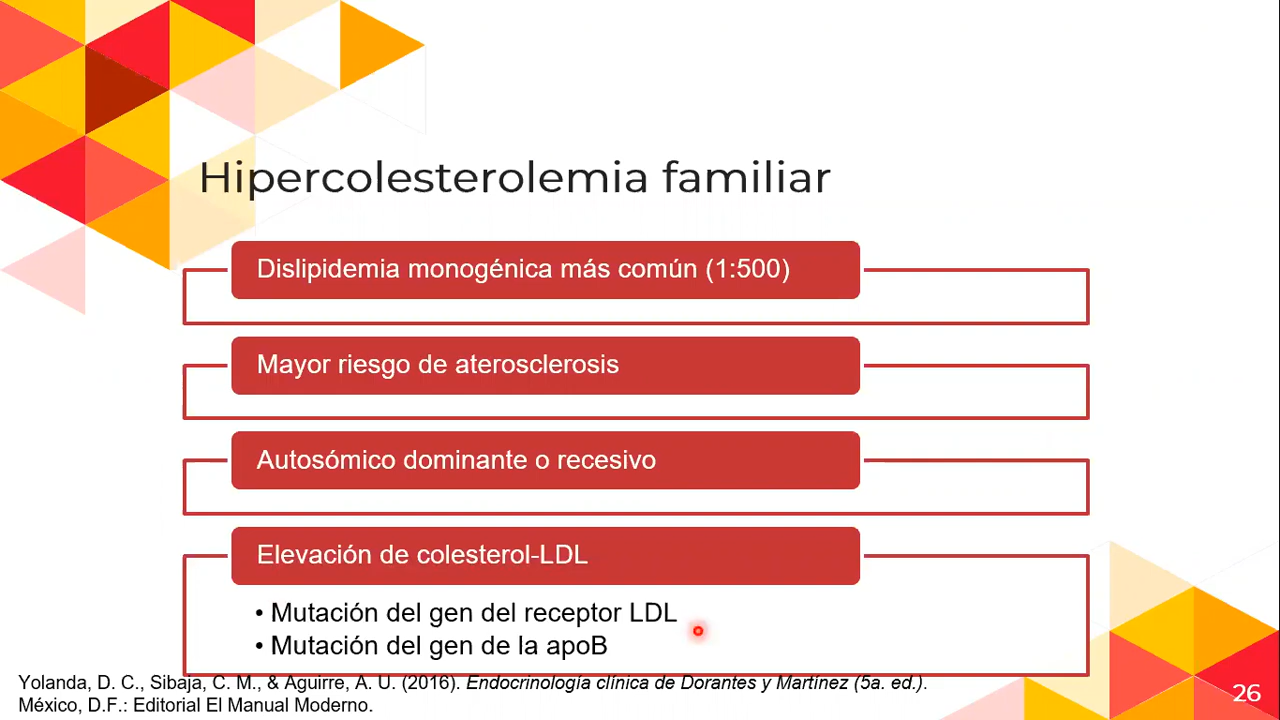 Hipercolesterolemia familiar
Dislipidemia monogénica más común (1:500)
Mayor riesgo de aterosclerosis
Autosómico dominante o recesivo
Elevación de colesterol-LDL
• Mutación del gen del receptor LDL
• Mutación del gen de la apoB
Yolanda, D. C., Sibaja, C. M., & Aguirre, A. U. (2016). Endocrinología clínica de Dorantes y Martínez (5a. ed.).
México, D.F.: Editorial El Manual Moderno.
26